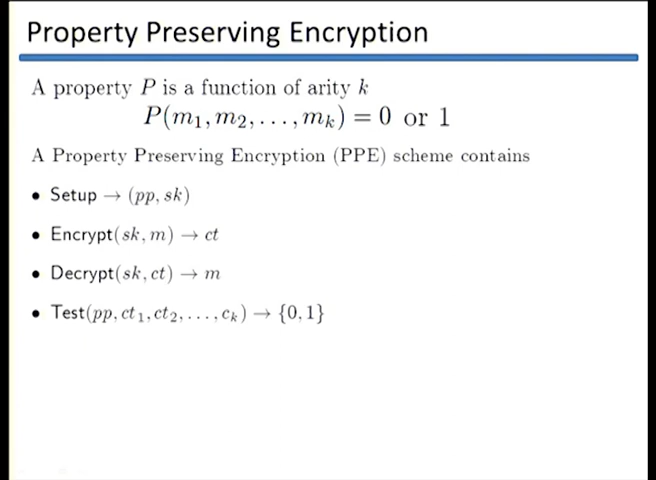 Property Preserving Encryption
A property P is a function of arity k
P(m₁, m₂, . . . , mₖ) = 0 or 1
A Property Preserving Encryption (PPE) scheme contains
• Setup → (pp, sk)
• Encrypt(sk, m) → ct
• Decrypt(sk, ct) → m
• Test(pp, ct₁, ct₂, . . . , cₖ) → {0, 1}